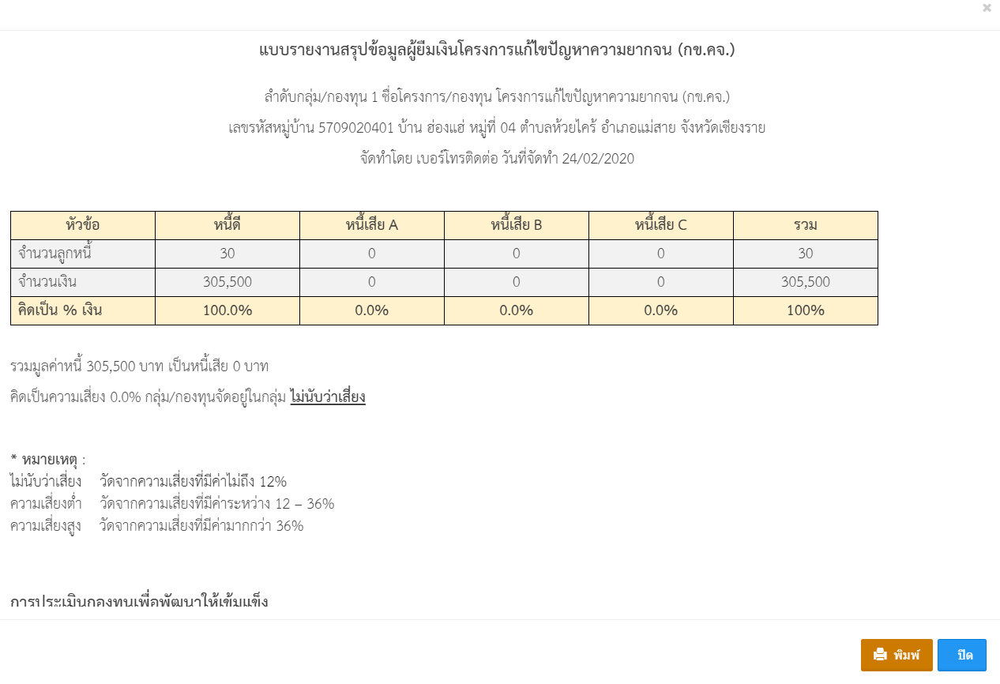 แบบรายงานสรุปข้อมูลผู้ยืมเงินโครงการแก้ไขปัญหาความยากจน (กข.คจ.)
ลำดับกลุ่ม/กองทุน 1 ชื่อโครงการ/กองทุน โครงการแก้ไขปัญหาความยากจน (กข.คจ.)
เลขรหัสหมู่บ้าน 5709020401 บ้าน ฮ่องแฮ่ หมู่ที่ 04 ตำบลห้วยไคร้ อำเภอแม่สาย จังหวัดเชียงราย
จัดทำโดย เบอร์โทรติดต่อ วันที่จัดทำ 24/02/2020
หัวข้อ หนี้ดี หนี้เสีย A หนี้เสีย B หนี้เสีย C รวม
จำนวนลูกหนี้ 30 0 0 0 30
จำนวนเงิน 305,500 0 0 0 305,500
คิดเป็น % เงิน 100.0% 0.0% 0.0% 0.0% 100%
รวมมูลค่าหนี้ 305,500 บาท เป็นหนี้เสีย 0 บาท
คิดเป็นความเสี่ยง 0.0% กลุ่ม/กองทุนจัดอยู่ในกลุ่ม ไม่นับว่าเสี่ยง
* หมายเหตุ :
ไม่นับว่าเสี่ยง วัดจากความเสี่ยงที่มีค่าไม่ถึง 12%
ความเสี่ยงต่ำ วัดจากความเสี่ยงที่มีค่าระหว่าง 12 – 36%
ความเสี่ยงสูง วัดจากความเสี่ยงที่มีค่ามากกว่า 36%
การประเมินกองทุนเพื่อพัฒนาให้เข้มแข็ง
พิมพ์ ปิด